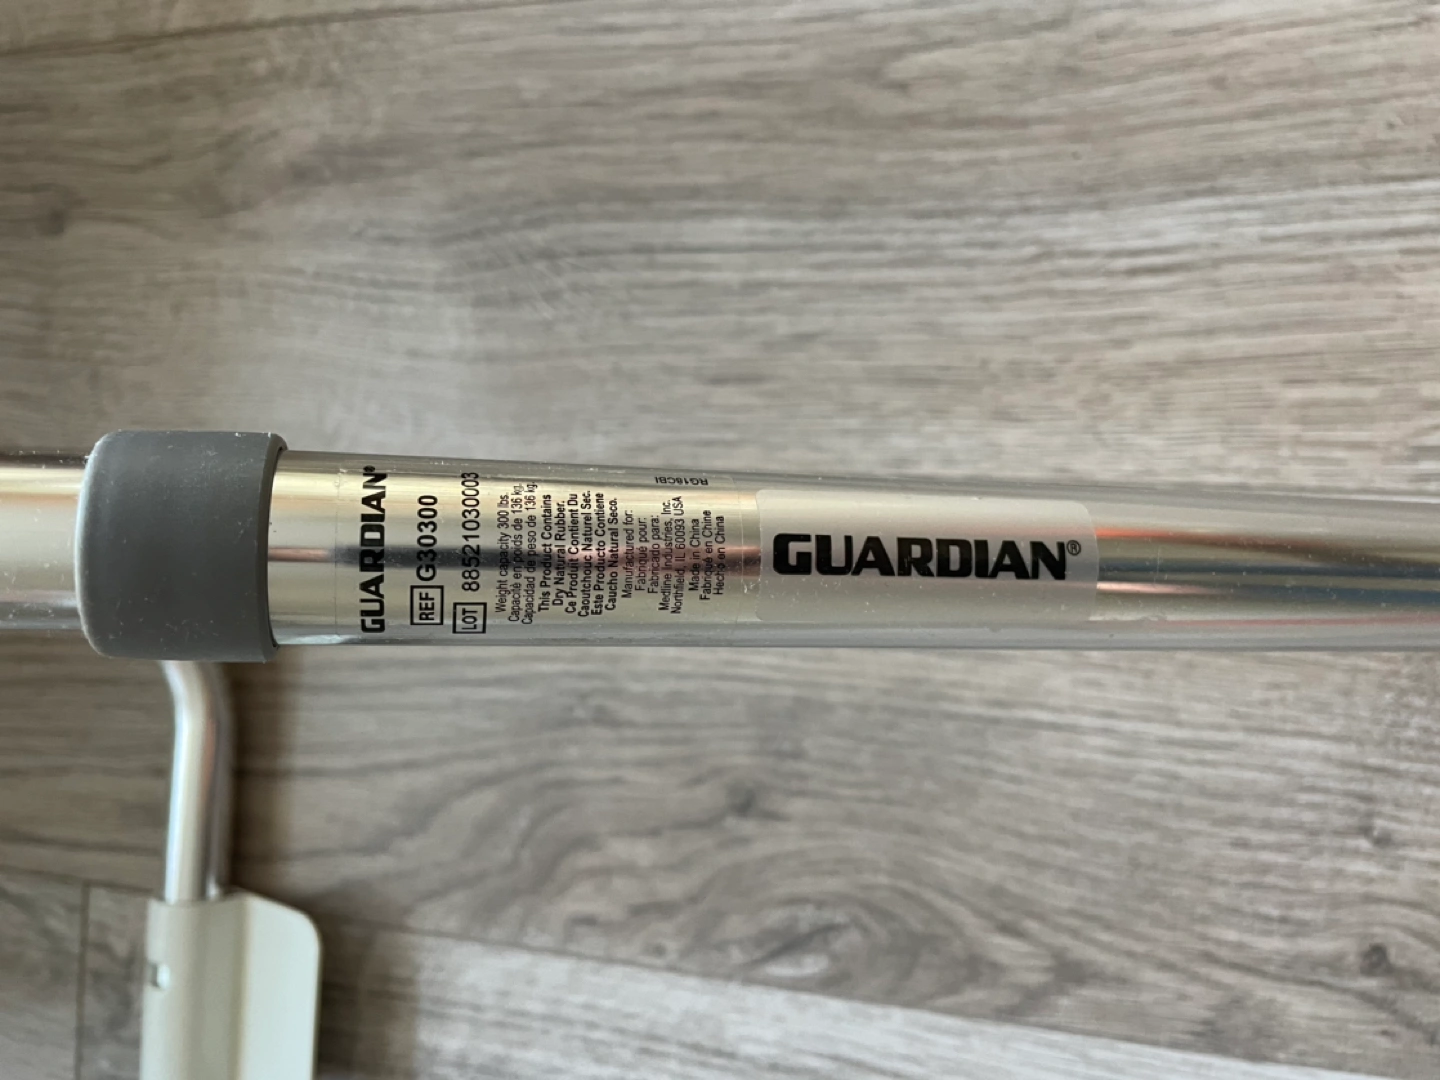 GUARDIAN®
REF G30300
LOT 88521030003
Weight capacity 300 lbs.
Capacité en poids de 136 kg.
Capacidad de peso de 136 kg.
This Product Contains
Dry Natural Rubber.
Ce Produit Contient Du
Caoutchouc Naturel Sec.
Este Producto Contiene
Caucho Natural Seco.
Manufactured for:
Fabriqué pour:
Fabricado para:
Medline Industries, Inc.
Northfield, IL 60093 USA
Made in China
Fabriqué en Chine
Hecho en China
RG18CBI
GUARDIAN®